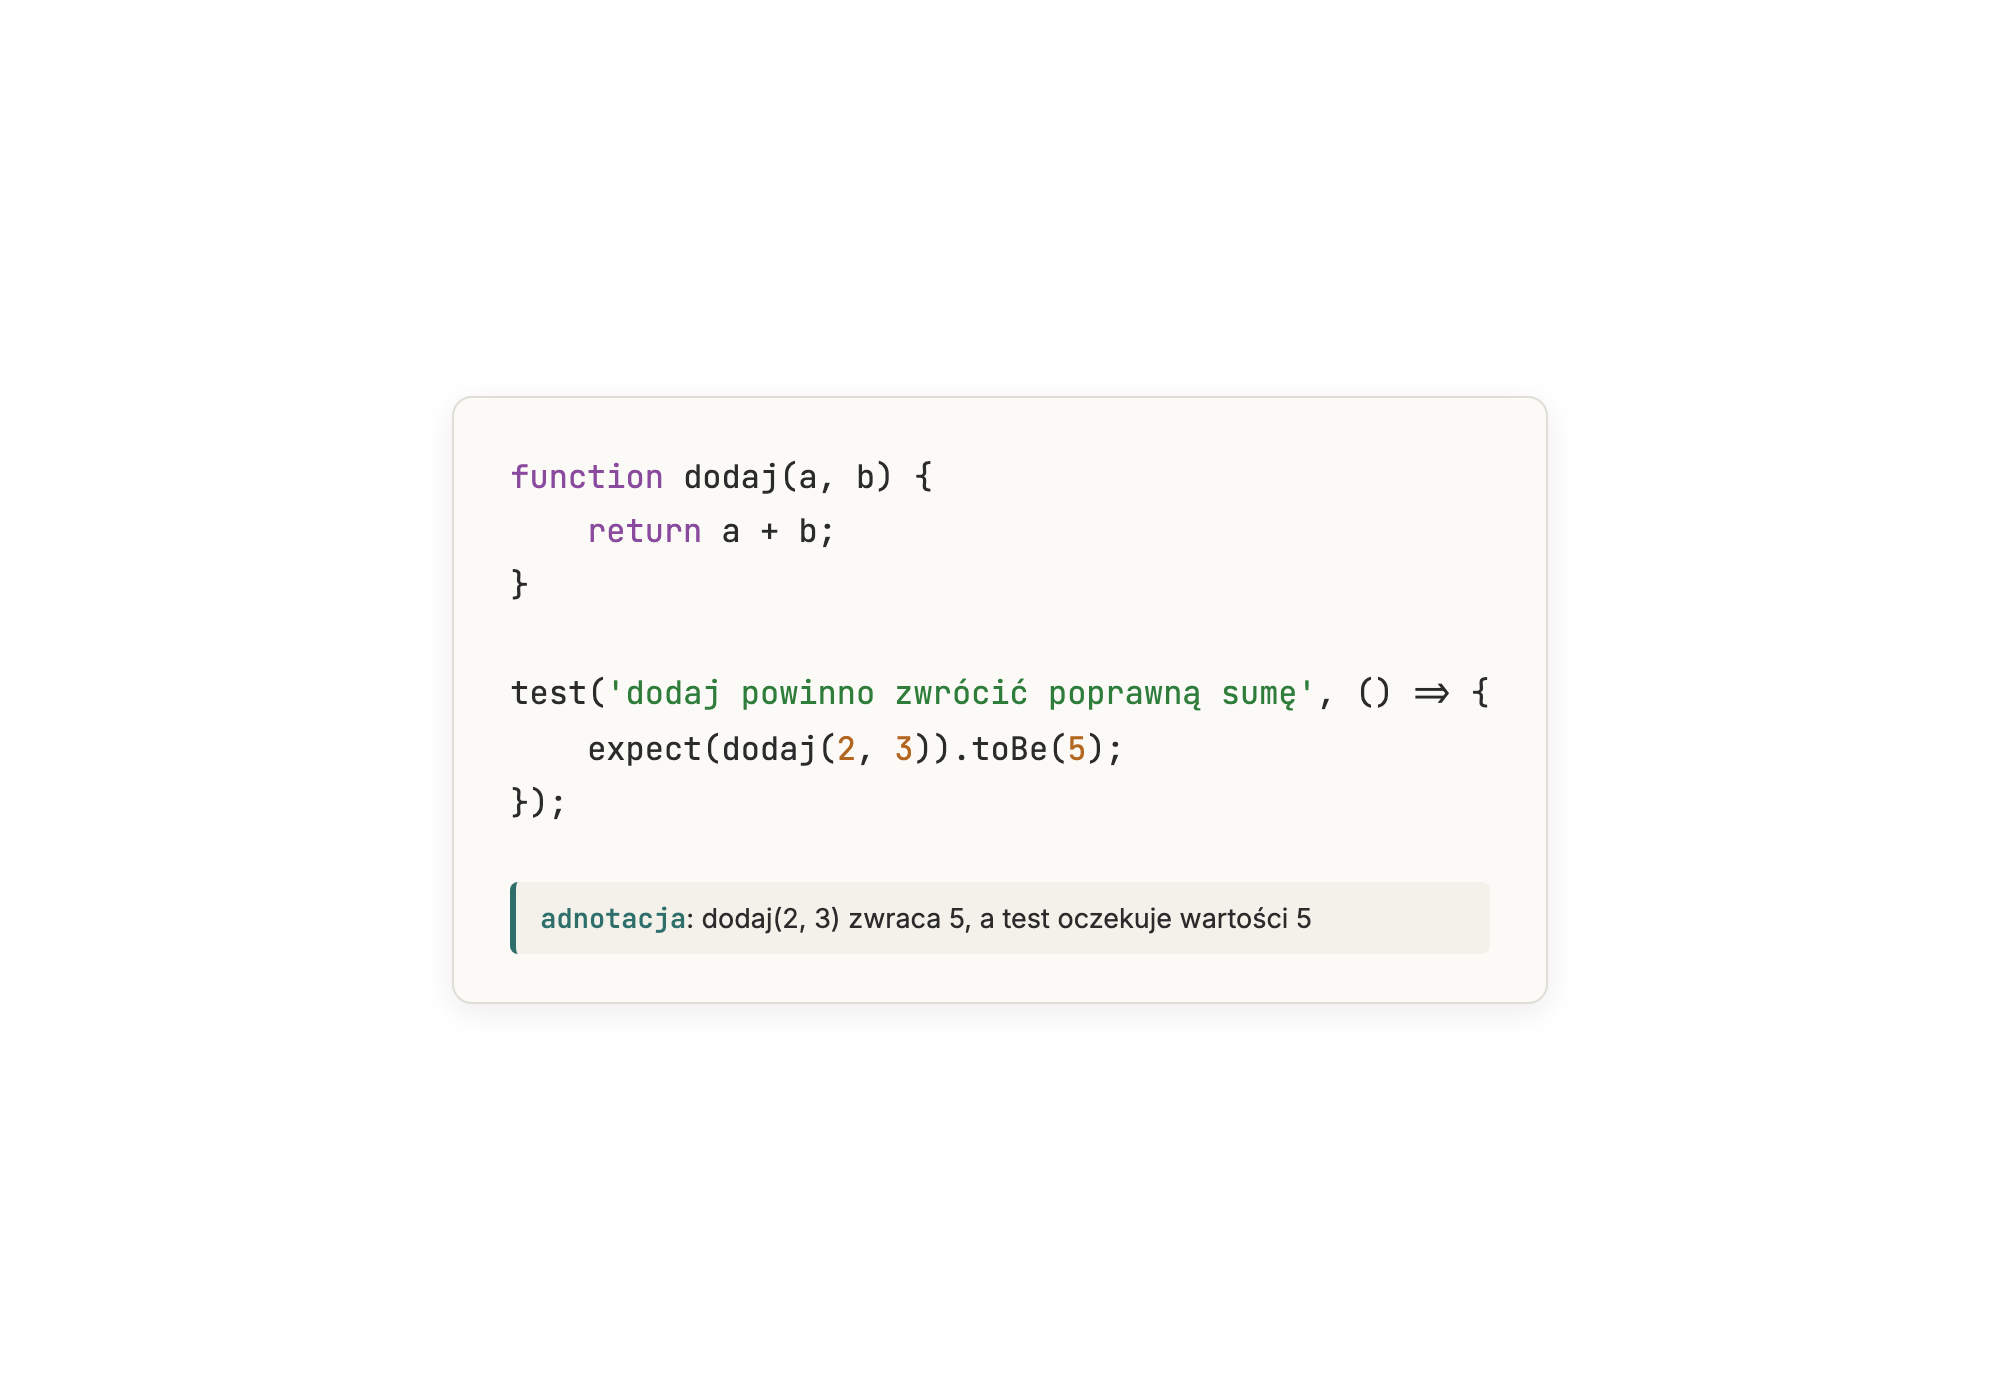 function dodaj(a, b) {
    return a + b;
}
test('dodaj powinno zwrócić poprawną sumę', () => {
    expect(dodaj(2, 3)).toBe(5);
});
adnotacja: dodaj(2, 3) zwraca 5, a test oczekuje wartości 5